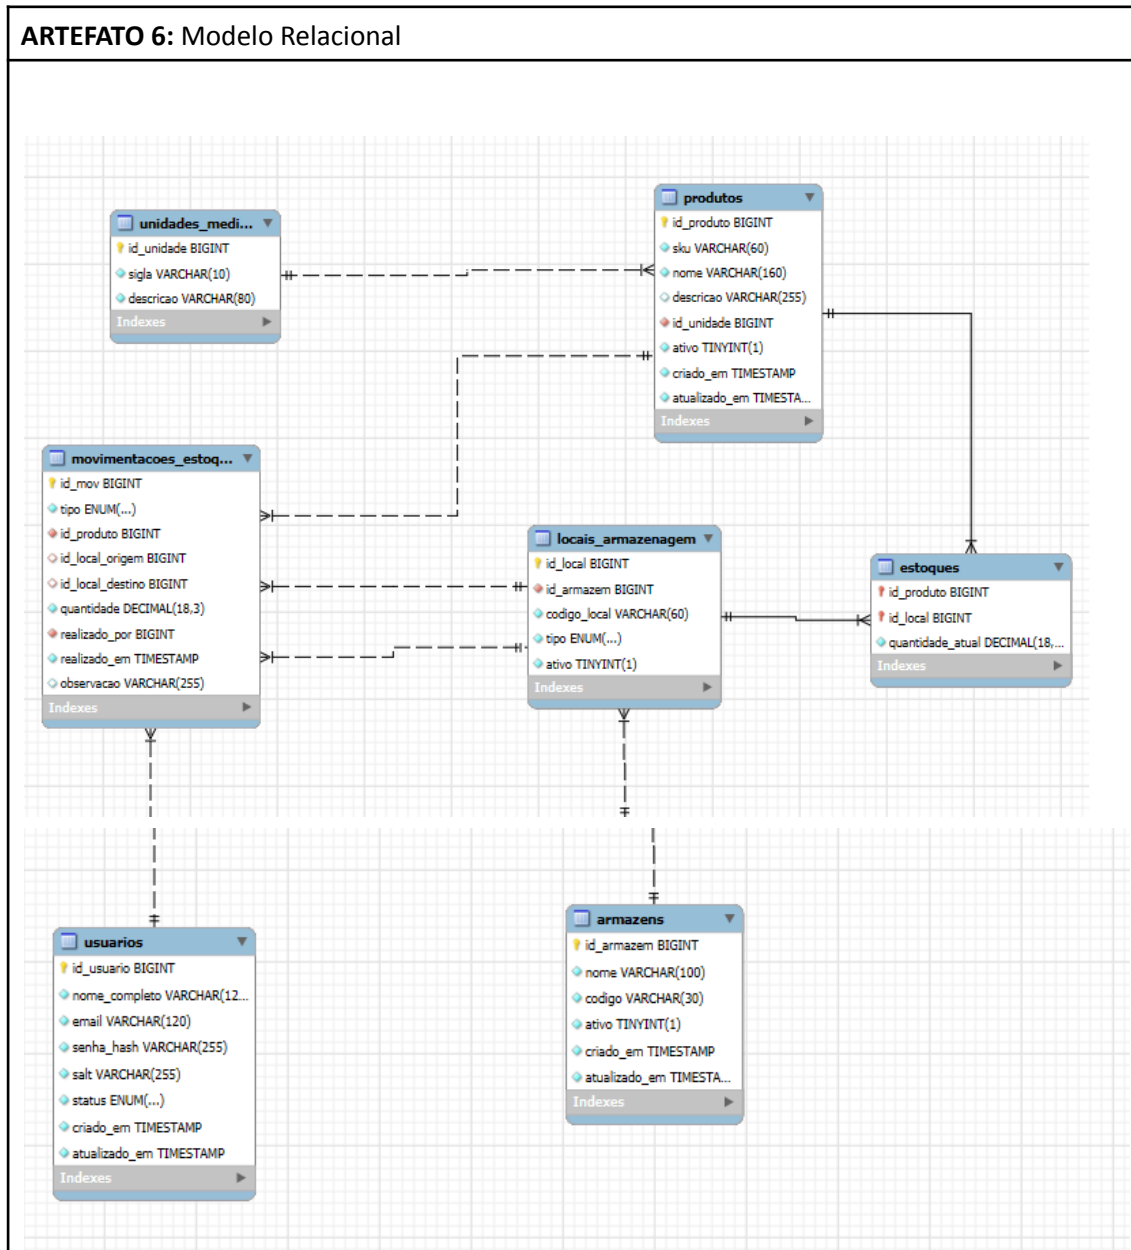 ARTEFATO 6: Modelo Relacional
unidades_medi...
id_unidade BIGINT
sigla VARCHAR(10)
descricao VARCHAR(80)
Indexes
produtos
id_produto BIGINT
sku VARCHAR(60)
nome VARCHAR(160)
descricao VARCHAR(255)
id_unidade BIGINT
ativo TINYINT(1)
criado_em TIMESTAMP
atualizado_em TIMESTA...
Indexes
movimentacoes_estoq...
id_mov BIGINT
tipo ENUM(...)
id_produto BIGINT
id_local_origem BIGINT
id_local_destino BIGINT
quantidade DECIMAL(18,3)
realizado_por BIGINT
realizado_em TIMESTAMP
observacao VARCHAR(255)
Indexes
locais_armazenagem
id_local BIGINT
id_armazem BIGINT
codigo_local VARCHAR(60)
tipo ENUM(...)
ativo TINYINT(1)
Indexes
estoques
id_produto BIGINT
id_local BIGINT
quantidade_atual DECIMAL(18,...
Indexes
usuarios
id_usuario BIGINT
nome_completo VARCHAR(12...
email VARCHAR(120)
senha_hash VARCHAR(255)
salt VARCHAR(255)
status ENUM(...)
criado_em TIMESTAMP
atualizado_em TIMESTAMP
Indexes
armazens
id_armazem BIGINT
nome VARCHAR(100)
codigo VARCHAR(30)
ativo TINYINT(1)
criado_em TIMESTAMP
atualizado_em TIMESTA...
Indexes